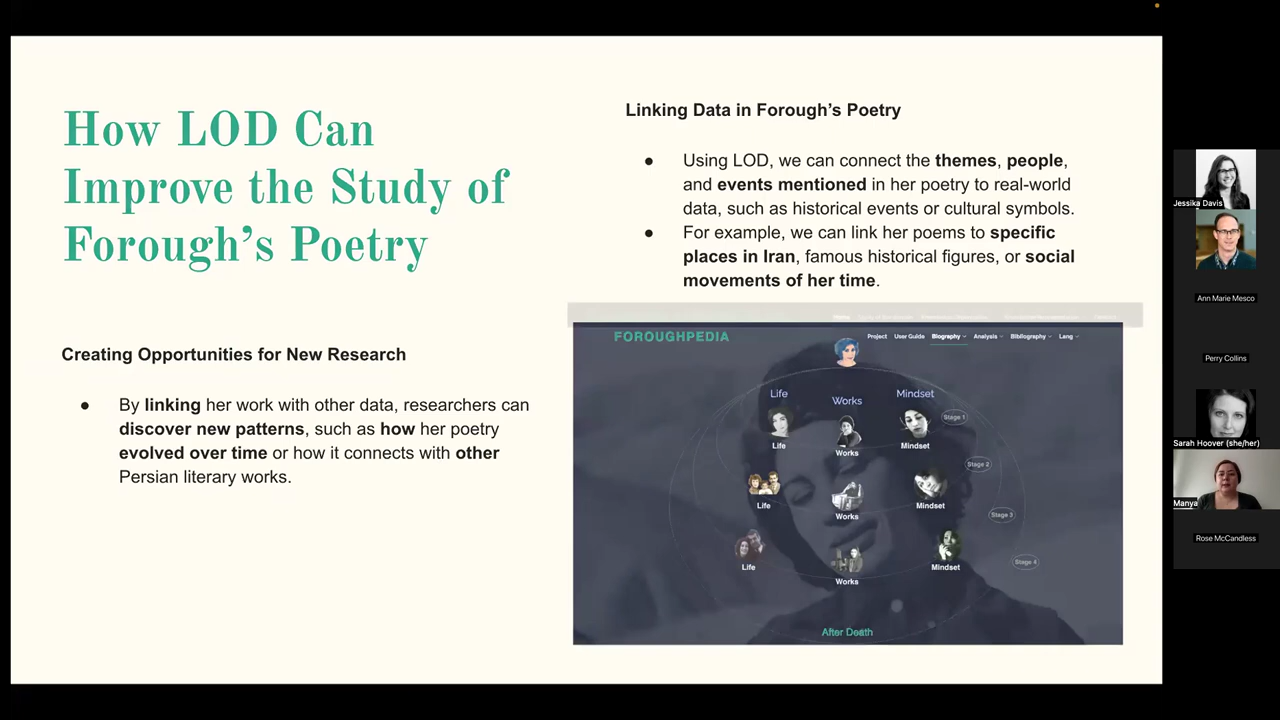 How LOD Can
Improve the Study of
Forough's Poetry
Creating Opportunities for New Research
● By linking her work with other data, researchers can
discover new patterns, such as how her poetry
evolved over time or how it connects with other
Persian literary works.
Linking Data in Forough's Poetry
● Using LOD, we can connect the themes, people,
and events mentioned in her poetry to real-world
data, such as historical events or cultural symbols.
● For example, we can link her poems to specific
places in Iran, famous historical figures, or social
movements of her time.
FOROUGHPEDIA
Project User Guide Biography Analysis Bibliography Lang
Life Works Mindset
Stage 1
Life Works Mindset
Stage 2
Life Works Mindset
Stage 3
Life Works Mindset
Stage 4
After Death
Jessika Davis
Ann Marie Mesco
Perry Collins
Sarah Hoover (she/her)
Manya
Rose McCandless